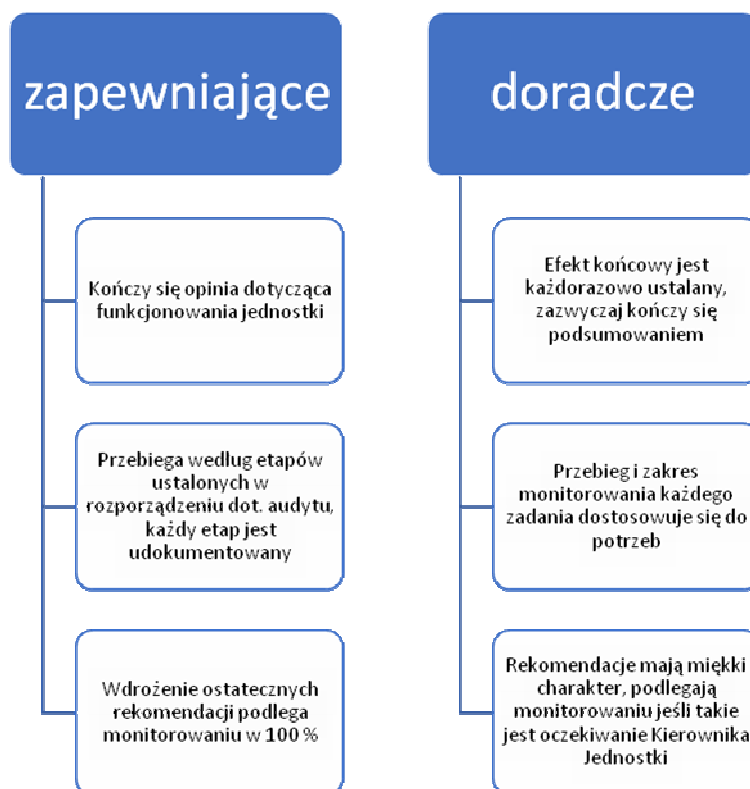 zapewniające
Kończy się opinia dotycząca
funkcjonowania jednostki
Przebiega według etapów
ustalonych w
rozporządzeniu dot. audytu,
każdy etap jest
udokumentowany
Wdrożenie ostatecznych
rekomendacji podlega
monitorowaniu w 100 %
doradcze
Efekt końcowy jest
każdorazowo ustalany,
zazwyczaj kończy się
podsumowaniem
Przebieg i zakres
monitorowania każdego
zadania dostosowuje się do
potrzeb
Rekomendacje mają miękki
charakter, podlegają
monitorowaniu jeśli takie
jest oczekiwanie Kierownika
Jednostki